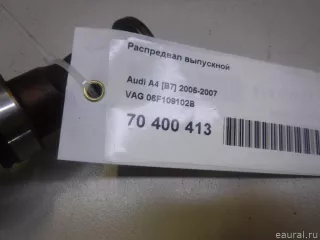 Распредвал выпускной
Audi A4 [B7] 2005-2007
VAG 06F109102B
70 400 413
eaural.ru